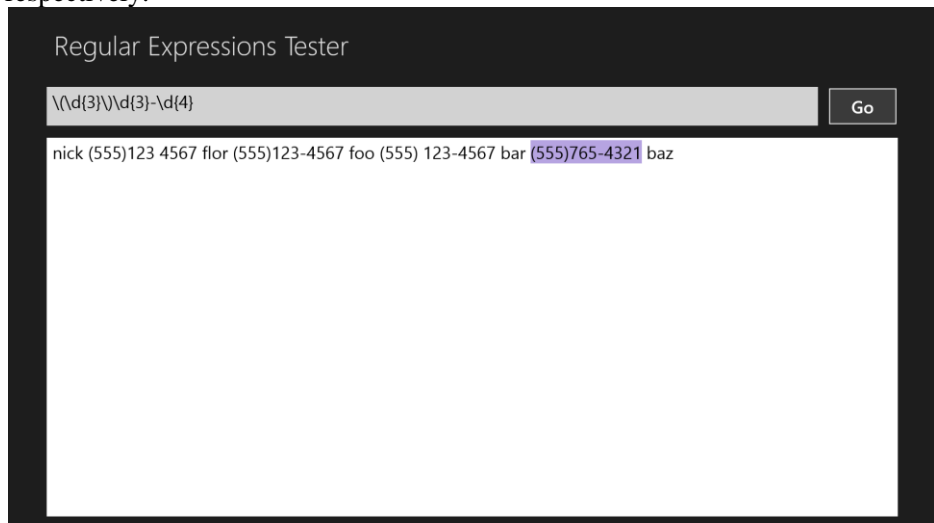 Regular Expressions Tester
\(\d{3}\)\d{3}-\d{4}
Go
nick (555)123 4567 flor (555)123-4567 foo (555) 123-4567 bar (555)765-4321 baz